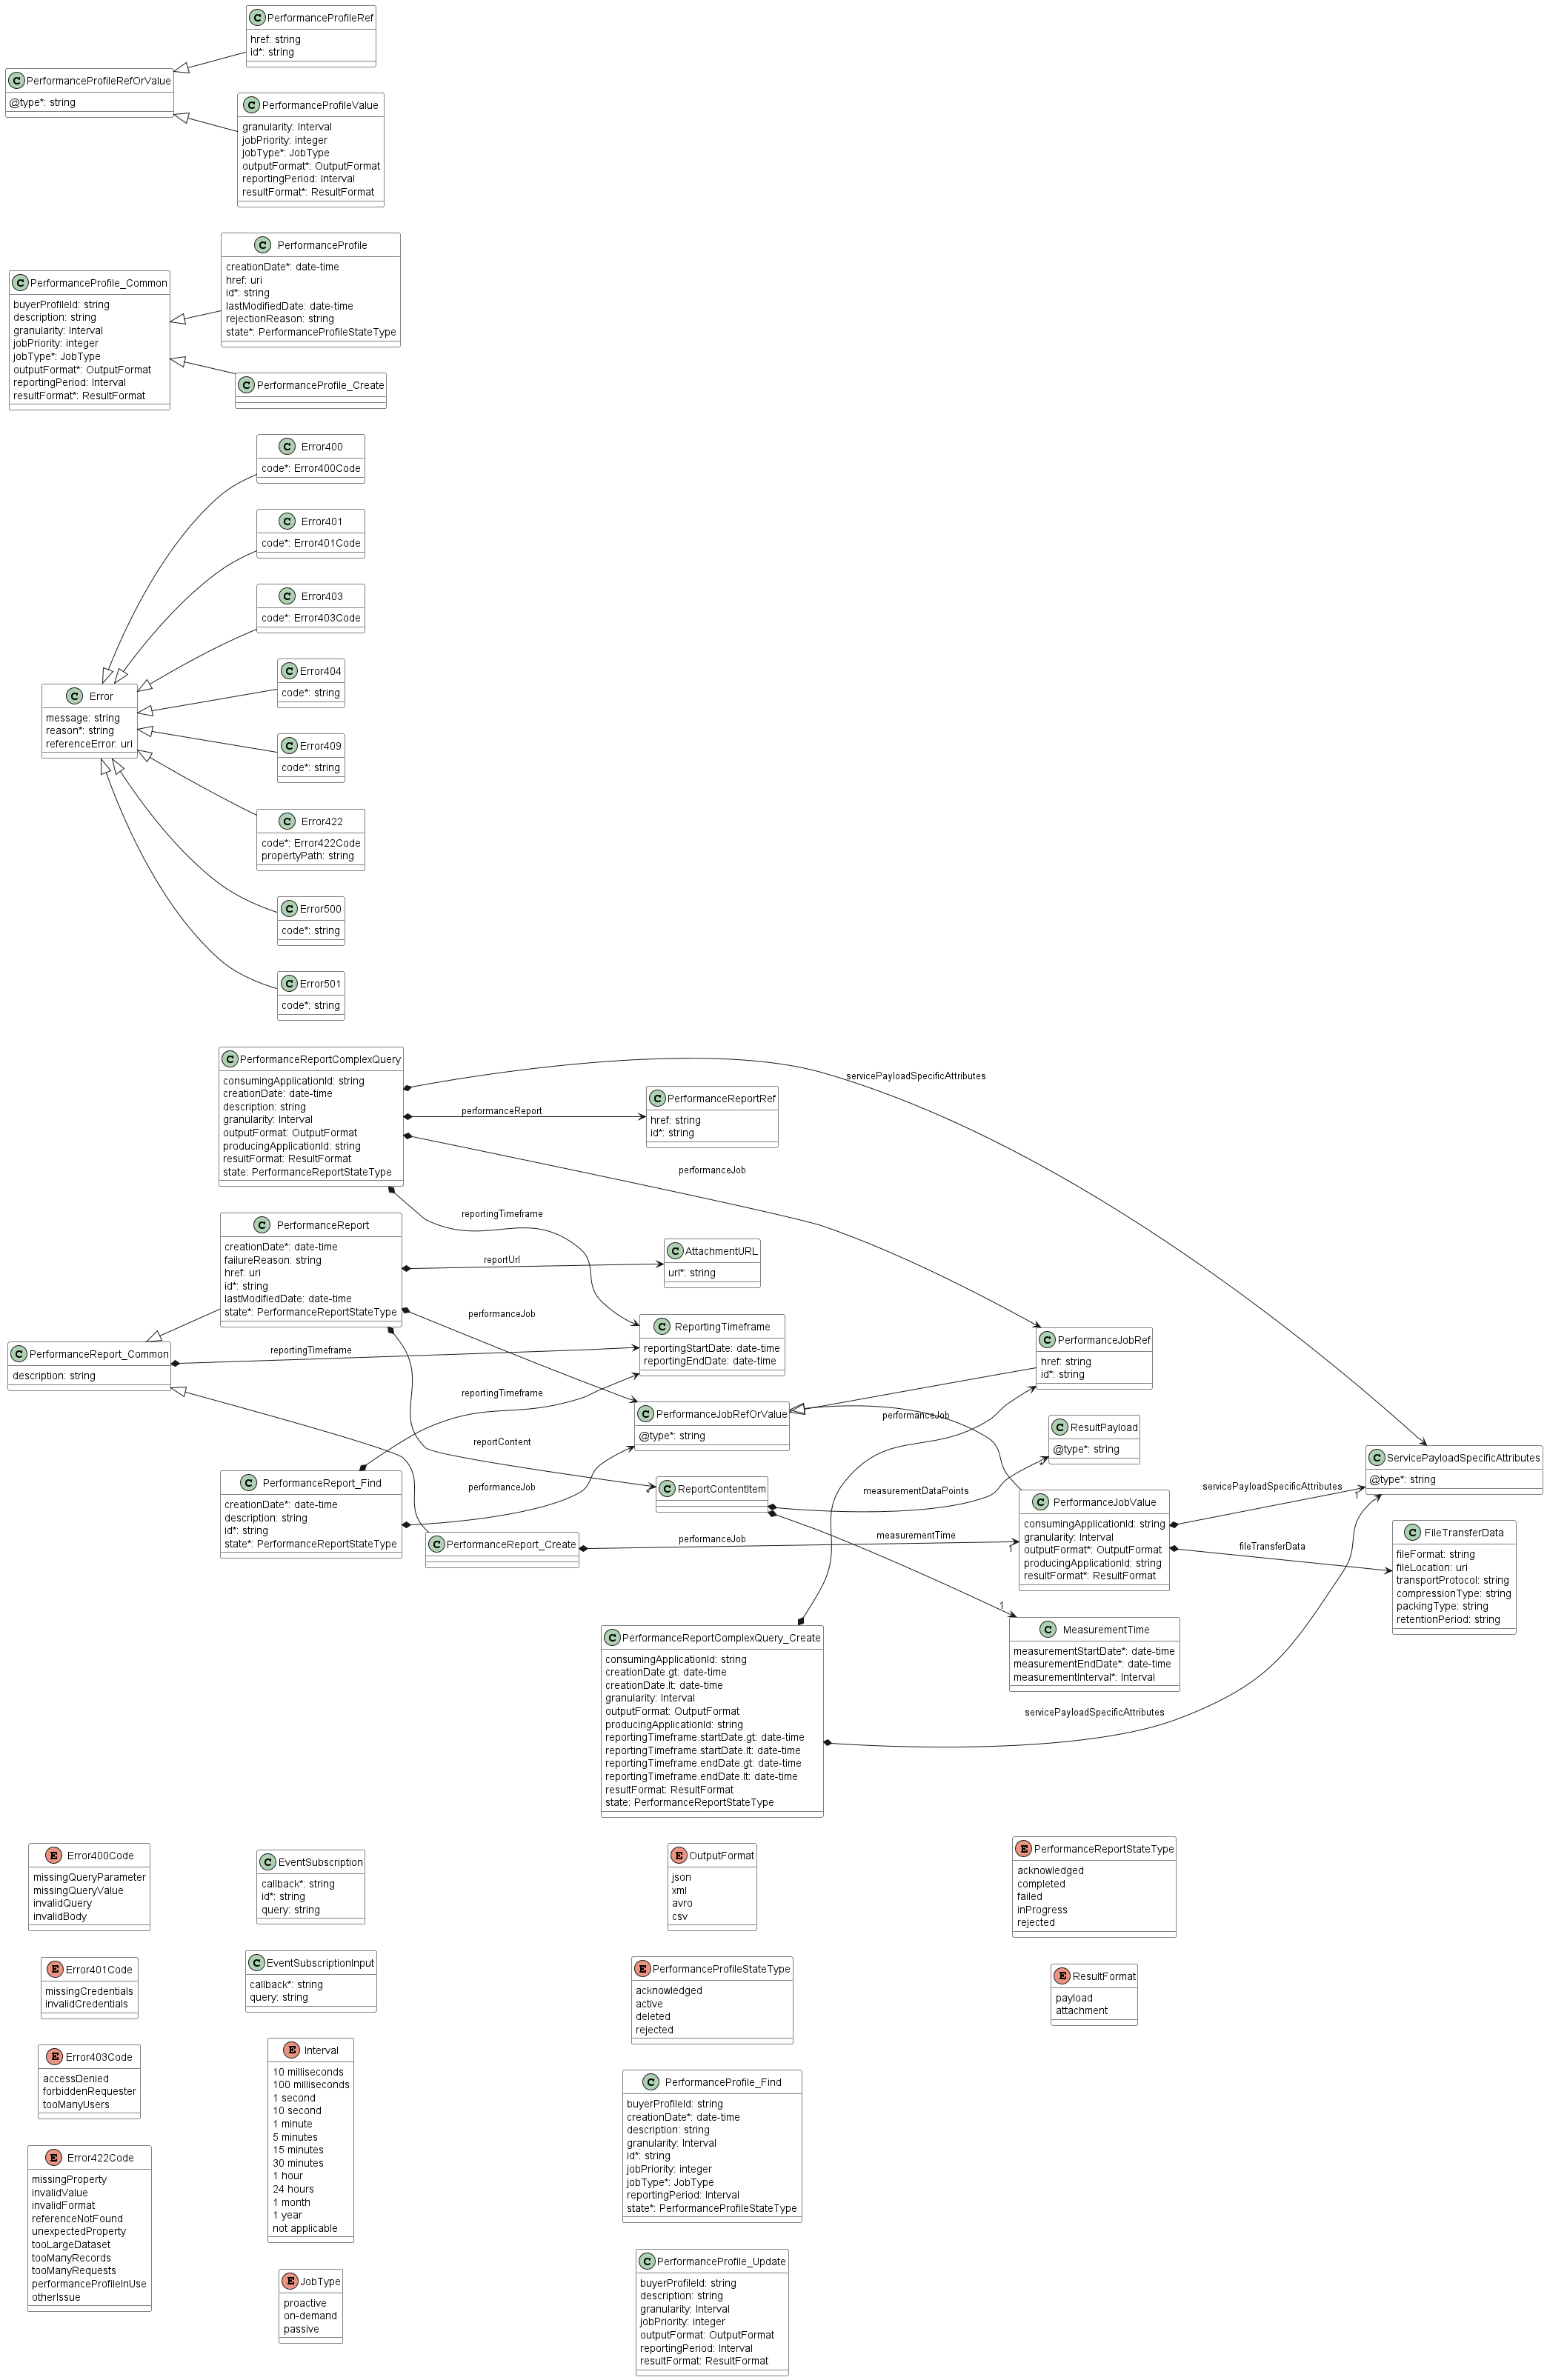 C PerformanceProfileRef
href: string
id*: string
C PerformanceProfileRefOrValue
@type*: string
C PerformanceProfileValue
granularity: Interval
jobPriority: integer
jobType*: JobType
outputFormat*: OutputFormat
reportingPeriod: Interval
resultFormat*: ResultFormat
C PerformanceProfile
creationDate*: date-time
href: uri
id*: string
lastModifiedDate: date-time
rejectionReason: string
state*: PerformanceProfileStateType
C PerformanceProfile_Common
buyerProfileId: string
description: string
granularity: Interval
jobPriority: integer
jobType*: JobType
outputFormat*: OutputFormat
reportingPeriod: Interval
resultFormat*: ResultFormat
C PerformanceProfile_Create
C Error400
code*: Error400Code
C Error401
code*: Error401Code
C Error403
code*: Error403Code
C Error404
code*: string
C Error
message: string
reason*: string
referenceError: uri
C Error409
code*: string
C Error422
code*: Error422Code
propertyPath: string
C Error500
code*: string
C Error501
code*: string
C PerformanceReportComplexQuery
consumingApplicationId: string
creationDate: date-time
description: string
granularity: Interval
outputFormat: OutputFormat
producingApplicationId: string
resultFormat: ResultFormat
state: PerformanceReportStateType
servicePayloadSpecificAttributes
performanceReport
C PerformanceReportRef
href: string
id*: string
performanceJob
reportingTimeframe
C PerformanceReport
creationDate*: date-time
failureReason: string
href: uri
id*: string
lastModifiedDate: date-time
state*: PerformanceReportStateType
reportUrl
C AttachmentURL
url*: string
performanceJob
C PerformanceReport_Common
description: string
reportingTimeframe
C ReportingTimeframe
reportingStartDate: date-time
reportingEndDate: date-time
C PerformanceJobRef
href: string
id*: string
reportingTimeframe
C PerformanceJobRefOrValue
@type*: string
performanceJob
C ResultPayload
@type*: string
*
reportContent
C ServicePayloadSpecificAttributes
@type*: string
C PerformanceReport_Find
creationDate*: date-time
description: string
id*: string
state*: PerformanceReportStateType
performanceJob
*
C ReportContentItem
measurementDataPoints
measurementTime
1
C PerformanceJobValue
consumingApplicationId: string
granularity: Interval
outputFormat*: OutputFormat
producingApplicationId: string
resultFormat*: ResultFormat
servicePayloadSpecificAttributes
1
fileTransferData
C FileTransferData
fileFormat: string
fileLocation: uri
transportProtocol: string
compressionType: string
packingType: string
retentionPeriod: string
C PerformanceReport_Create
performanceJob
1
C MeasurementTime
measurementStartDate*: date-time
measurementEndDate*: date-time
measurementInterval*: Interval
C PerformanceReportComplexQuery_Create
consumingApplicationId: string
creationDate.gt: date-time
creationDate.lt: date-time
granularity: Interval
outputFormat: OutputFormat
producingApplicationId: string
reportingTimeframe.startDate.gt: date-time
reportingTimeframe.startDate.lt: date-time
reportingTimeframe.endDate.gt: date-time
reportingTimeframe.endDate.lt: date-time
resultFormat: ResultFormat
state: PerformanceReportStateType
servicePayloadSpecificAttributes
E Error400Code
missingQueryParameter
missingQueryValue
invalidQuery
invalidBody
C EventSubscription
callback*: string
id*: string
query: string
E OutputFormat
json
xml
avro
csv
E PerformanceReportStateType
acknowledged
completed
failed
inProgress
rejected
E Error401Code
missingCredentials
invalidCredentials
C EventSubscriptionInput
callback*: string
query: string
E PerformanceProfileStateType
acknowledged
active
deleted
rejected
E ResultFormat
payload
attachment
E Error403Code
accessDenied
forbiddenRequester
tooManyUsers
E Interval
10 milliseconds
100 milliseconds
1 second
10 second
1 minute
5 minutes
15 minutes
30 minutes
1 hour
24 hours
1 month
1 year
not applicable
C PerformanceProfile_Find
buyerProfileId: string
creationDate*: date-time
description: string
granularity: Interval
id*: string
jobPriority: integer
jobType*: JobType
reportingPeriod: Interval
state*: PerformanceProfileStateType
E Error422Code
missingProperty
invalidValue
invalidFormat
referenceNotFound
unexpectedProperty
tooLargeDataset
tooManyRecords
tooManyRequests
performanceProfileInUse
otherIssue
E JobType
proactive
on-demand
passive
C PerformanceProfile_Update
buyerProfileId: string
description: string
granularity: Interval
jobPriority: integer
outputFormat: OutputFormat
reportingPeriod: Interval
resultFormat: ResultFormat